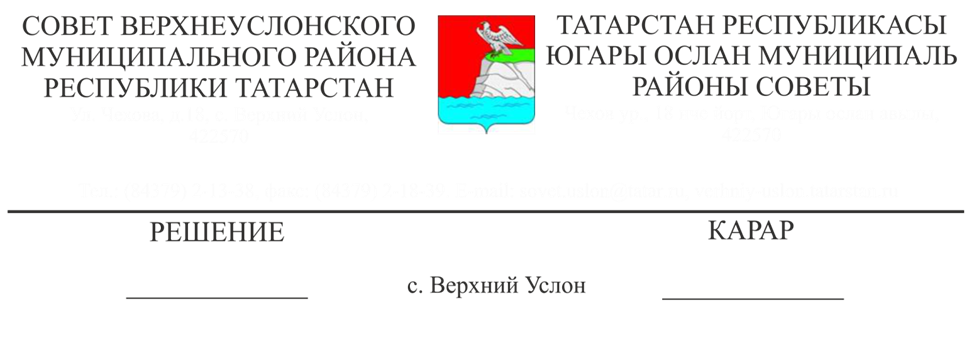 СОВЕТ ВЕРХНЕУСЛОНСКОГО
МУНИЦИПАЛЬНОГО РАЙОНА
РЕСПУБЛИКИ ТАТАРСТАН
ТАТАРСТАН РЕСПУБЛИКАСЫ
ЮГАРЫ ОСЛАН МУНИЦИПАЛЬ
РАЙОНЫ СОВЕТЫ
РЕШЕНИЕ
КАРАР
с. Верхний Услон